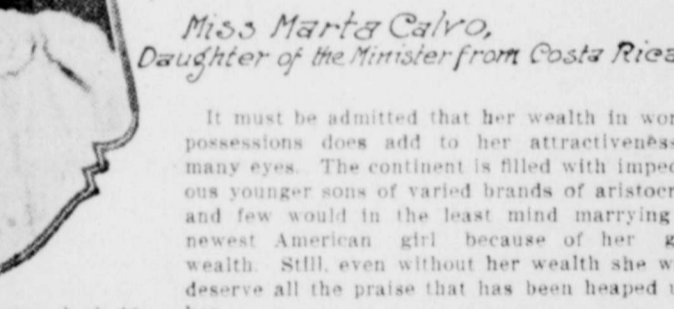 Miss Marta Calvo,
Daughter of the Minister from Costa Rica
It must be admitted that her wealth in wor
possessions does add to her attractiveness
many eyes. The continent is filled with impec
ous younger sons of varied brands of aristocr
and few would in the least mind marrying
newest American girl because of her g
wealth. Still, even without her wealth she w
deserve all the praise that has been heaped u